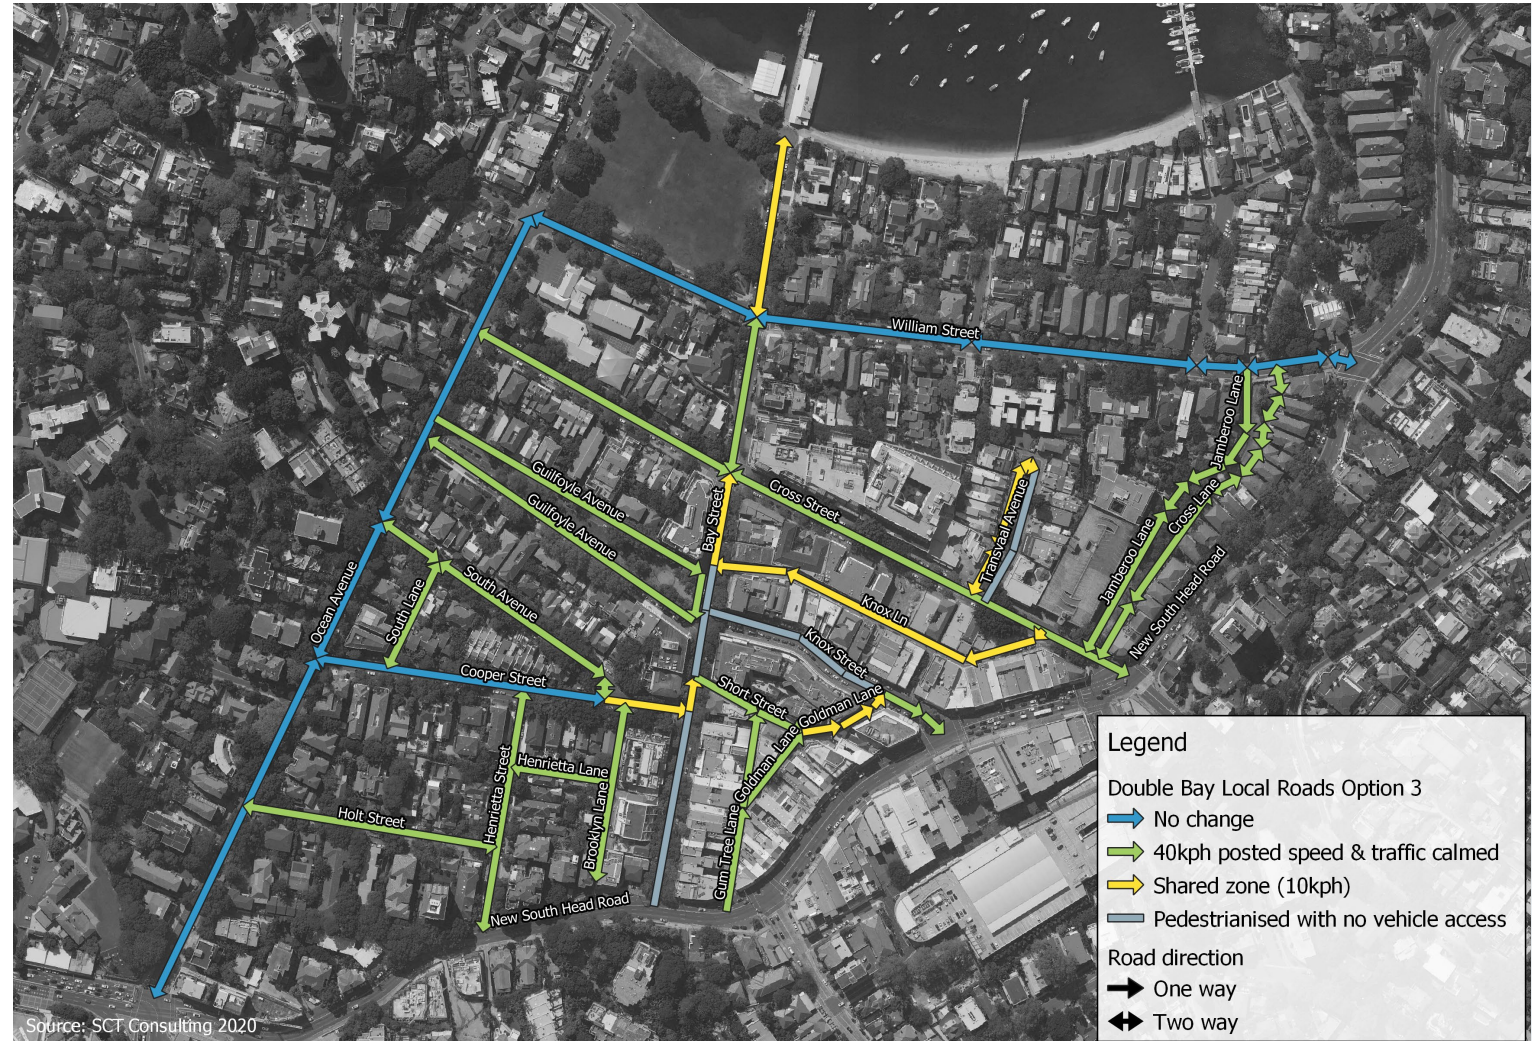 William Street
Jamberoo Lane
Guilfoyle Avenue
Guilfoyle Avenue
Bay Street
Cross Street
Transvaal Avenue
Cross Lane
Jamberoo Lane
New South Head Road
Ocean Avenue
South Lane
South Avenue
Knox Ln
Knox Street
Cooper Street
Short Street
Goldman Lane
Goldman Lane
Henrietta Street
Henrietta Lane
Holt Street
Brooklyn Lane
Gum Tree Lane
New South Head Road
Legend
Double Bay Local Roads Option 3
No change
40kph posted speed & traffic calmed
Shared zone (10kph)
Pedestrianised with no vehicle access
Road direction
One way
Two way
Source: SCT Consulting 2020